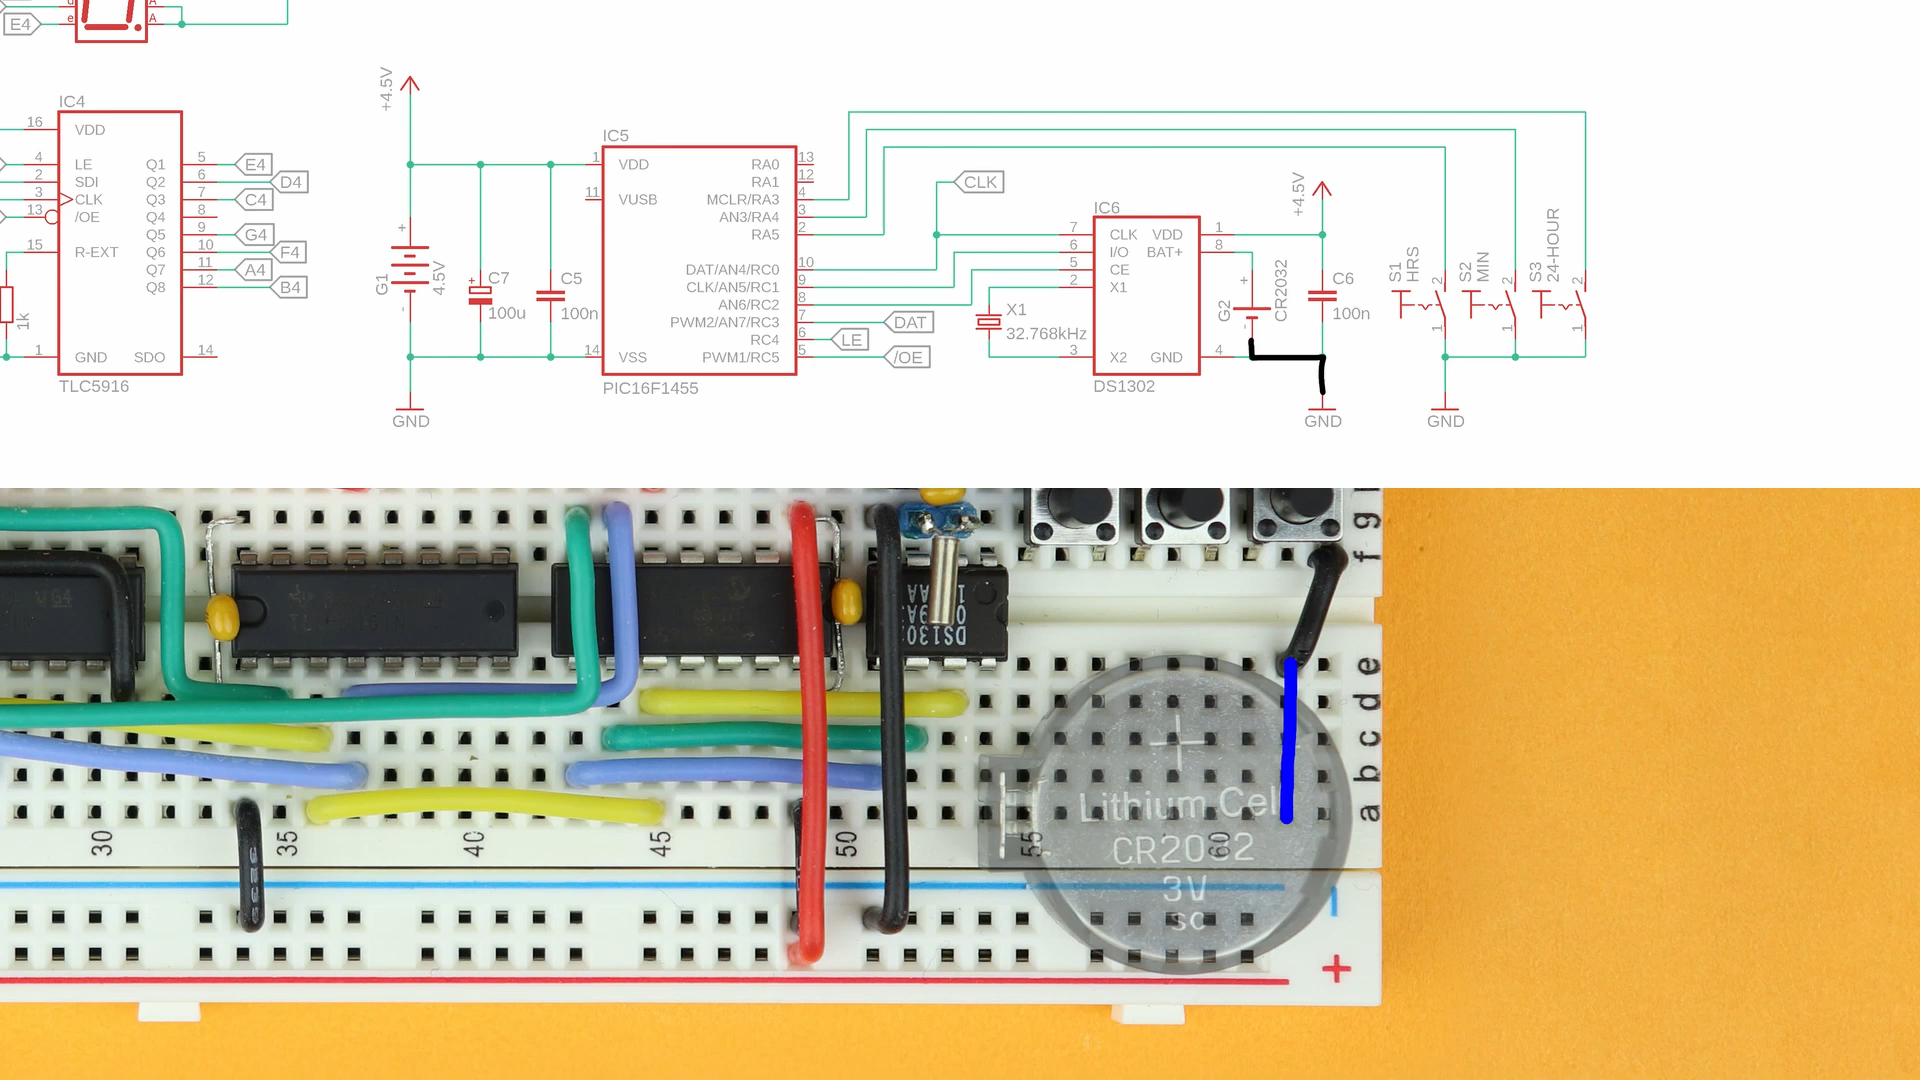 E4
A
A
IC4
16 VDD
4 LE Q1 5 E4
2 SDI Q2 6 D4
3 CLK Q3 7 C4
13 /OE Q4 8
Q5 9 G4
15 R-EXT Q6 10 F4
Q7 11 A4
Q8 12 B4
1k
1 GND SDO 14
TLC5916
+4.5V
G1
+
-
4.5V
+
C7
100u
C5
100n
GND
IC5
1 VDD RA0 13
RA1 12
11 VUSB MCLR/RA3 4
AN3/RA4 3
RA5 2
DAT/AN4/RC0 10
CLK/AN5/RC1 9
AN6/RC2 8
PWM2/AN7/RC3 7 DAT
RC4 6 LE
14 VSS PWM1/RC5 5 /OE
PIC16F1455
CLK
X1
32.768kHz
IC6
7 CLK VDD 1
6 I/O BAT+ 8
5 CE
2 X1
3 X2 GND 4
DS1302
G2
+
-
CR2032
+4.5V
C6
100n
GND
S1
HRS
2
1
S2
MIN
2
1
S3
24-HOUR
2
1
GND
g
f
e
d
c
b
a
30
35
40
45
50
55
60
Lithium Cell
CR2032
3V
sc
+